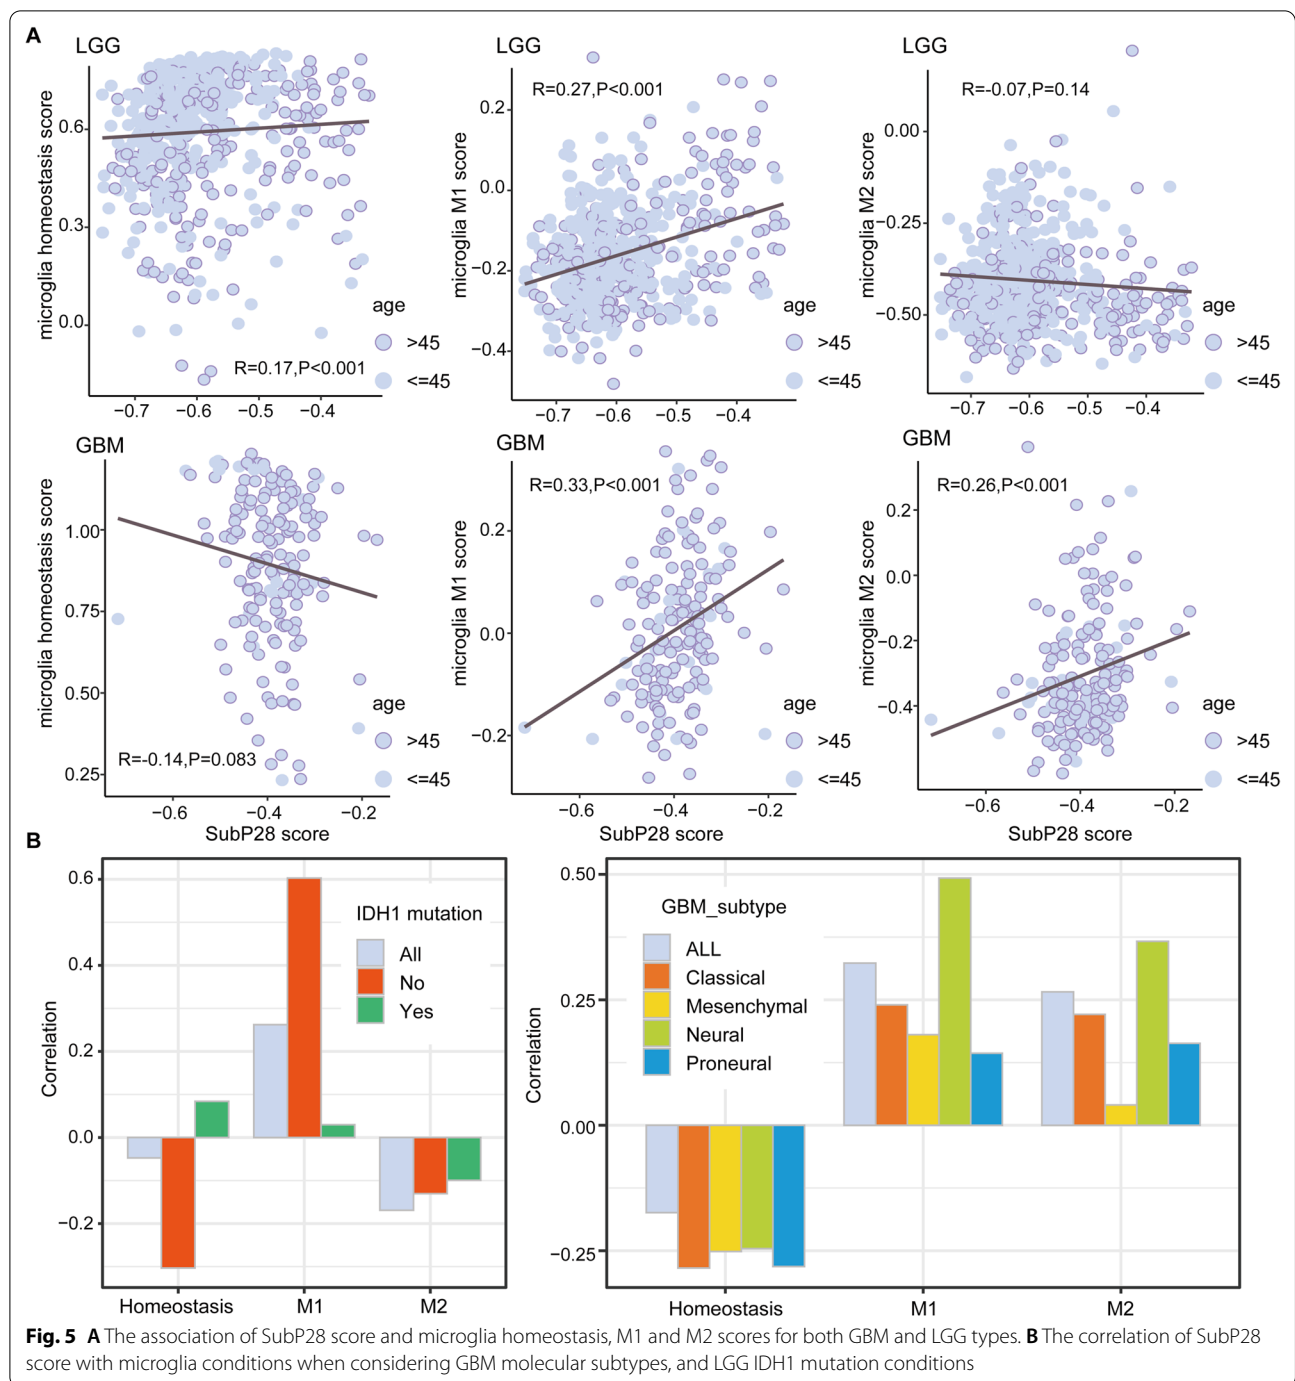 A
LGG
microglia homeostasis score
0.6
0.3
0.0
age
>45
<=45
R=0.17,P<0.001
−0.7 −0.6 −0.5 −0.4
LGG
R=0.27,P<0.001
microglia M1 score
0.2
0.0
−0.2
−0.4
age
>45
<=45
−0.7 −0.6 −0.5 −0.4
LGG
R=-0.07,P=0.14
microglia M2 score
0.00
−0.25
−0.50
age
>45
<=45
−0.7 −0.6 −0.5 −0.4
GBM
microglia homeostasis score
1.00
0.75
0.50
0.25
age
>45
<=45
R=-0.14,P=0.083
−0.6 −0.4 −0.2
SubP28 score
GBM
R=0.33,P<0.001
microglia M1 score
0.2
0.0
−0.2
age
>45
<=45
−0.6 −0.4 −0.2
SubP28 score
GBM
R=0.26,P<0.001
microglia M2 score
0.2
0.0
−0.2
−0.4
age
>45
<=45
−0.6 −0.4 −0.2
SubP28 score
B
Correlation
0.6
0.4
0.2
0.0
−0.2
IDH1 mutation
All
No
Yes
Homeostasis M1 M2
Correlation
0.50
0.25
0.00
−0.25
GBM_subtype
ALL
Classical
Mesenchymal
Neural
Proneural
Homeostasis M1 M2
Fig. 5 A The association of SubP28 score and microglia homeostasis, M1 and M2 scores for both GBM and LGG types. B The correlation of SubP28
score with microglia conditions when considering GBM molecular subtypes, and LGG IDH1 mutation conditions